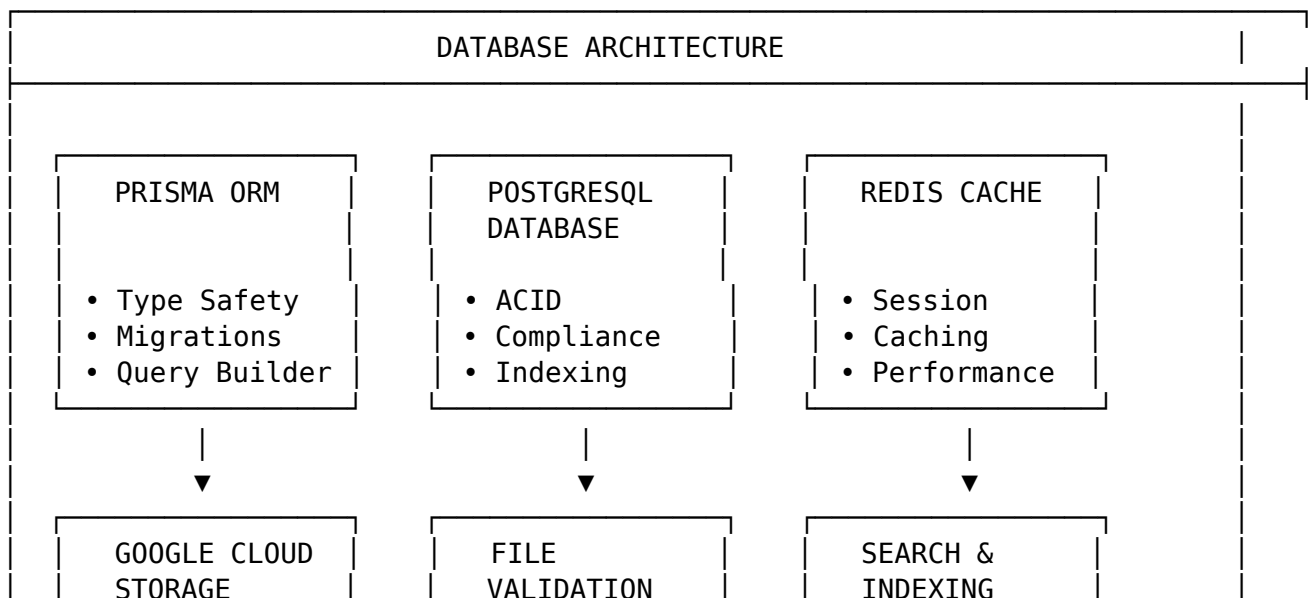 DATABASE ARCHITECTURE
PRISMA ORM POSTGRESQL REDIS CACHE
DATABASE
• Type Safety • ACID • Session
• Migrations • Compliance • Caching
• Query Builder • Indexing • Performance
▼ ▼ ▼
GOOGLE CLOUD FILE SEARCH &
STORAGE VALIDATION INDEXING